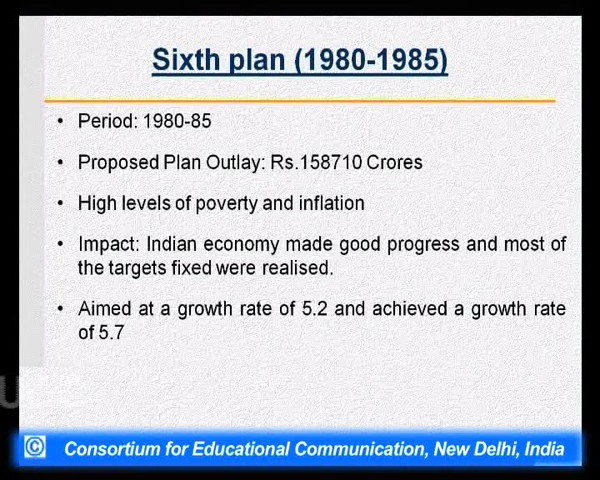 Sixth plan (1980-1985)
• Period: 1980-85
• Proposed Plan Outlay: Rs.158710 Crores
• High levels of poverty and inflation
• Impact: Indian economy made good progress and most of
the targets fixed were realised.
• Aimed at a growth rate of 5.2 and achieved a growth rate
of 5.7
© Consortium for Educational Communication, New Delhi, India